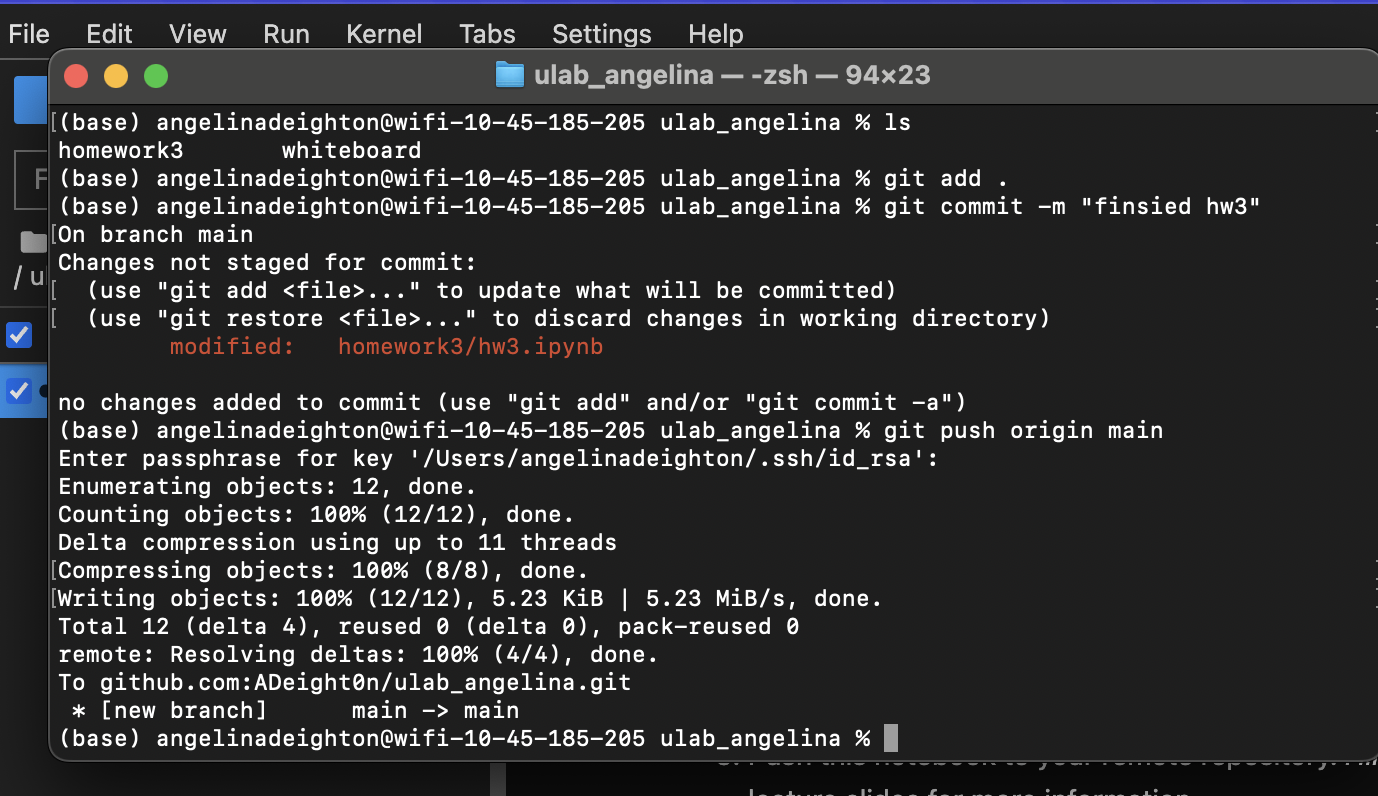 File Edit View Run Kernel Tabs Settings Help
ulab_angelina — -zsh — 94×23
(base) angelinadeighton@wifi-10-45-185-205 ulab_angelina % ls
homework3 whiteboard
(base) angelinadeighton@wifi-10-45-185-205 ulab_angelina % git add .
(base) angelinadeighton@wifi-10-45-185-205 ulab_angelina % git commit -m "finsied hw3"
On branch main
Changes not staged for commit:
(use "git add <file>..." to update what will be committed)
(use "git restore <file>..." to discard changes in working directory)
modified: homework3/hw3.ipynb
no changes added to commit (use "git add" and/or "git commit -a")
(base) angelinadeighton@wifi-10-45-185-205 ulab_angelina % git push origin main
Enter passphrase for key '/Users/angelinadeighton/.ssh/id_rsa':
Enumerating objects: 12, done.
Counting objects: 100% (12/12), done.
Delta compression using up to 11 threads
Compressing objects: 100% (8/8), done.
Writing objects: 100% (12/12), 5.23 KiB | 5.23 MiB/s, done.
Total 12 (delta 4), reused 0 (delta 0), pack-reused 0
remote: Resolving deltas: 100% (4/4), done.
To github.com:ADeight0n/ulab_angelina.git
* [new branch] main -> main
(base) angelinadeighton@wifi-10-45-185-205 ulab_angelina %
/ u